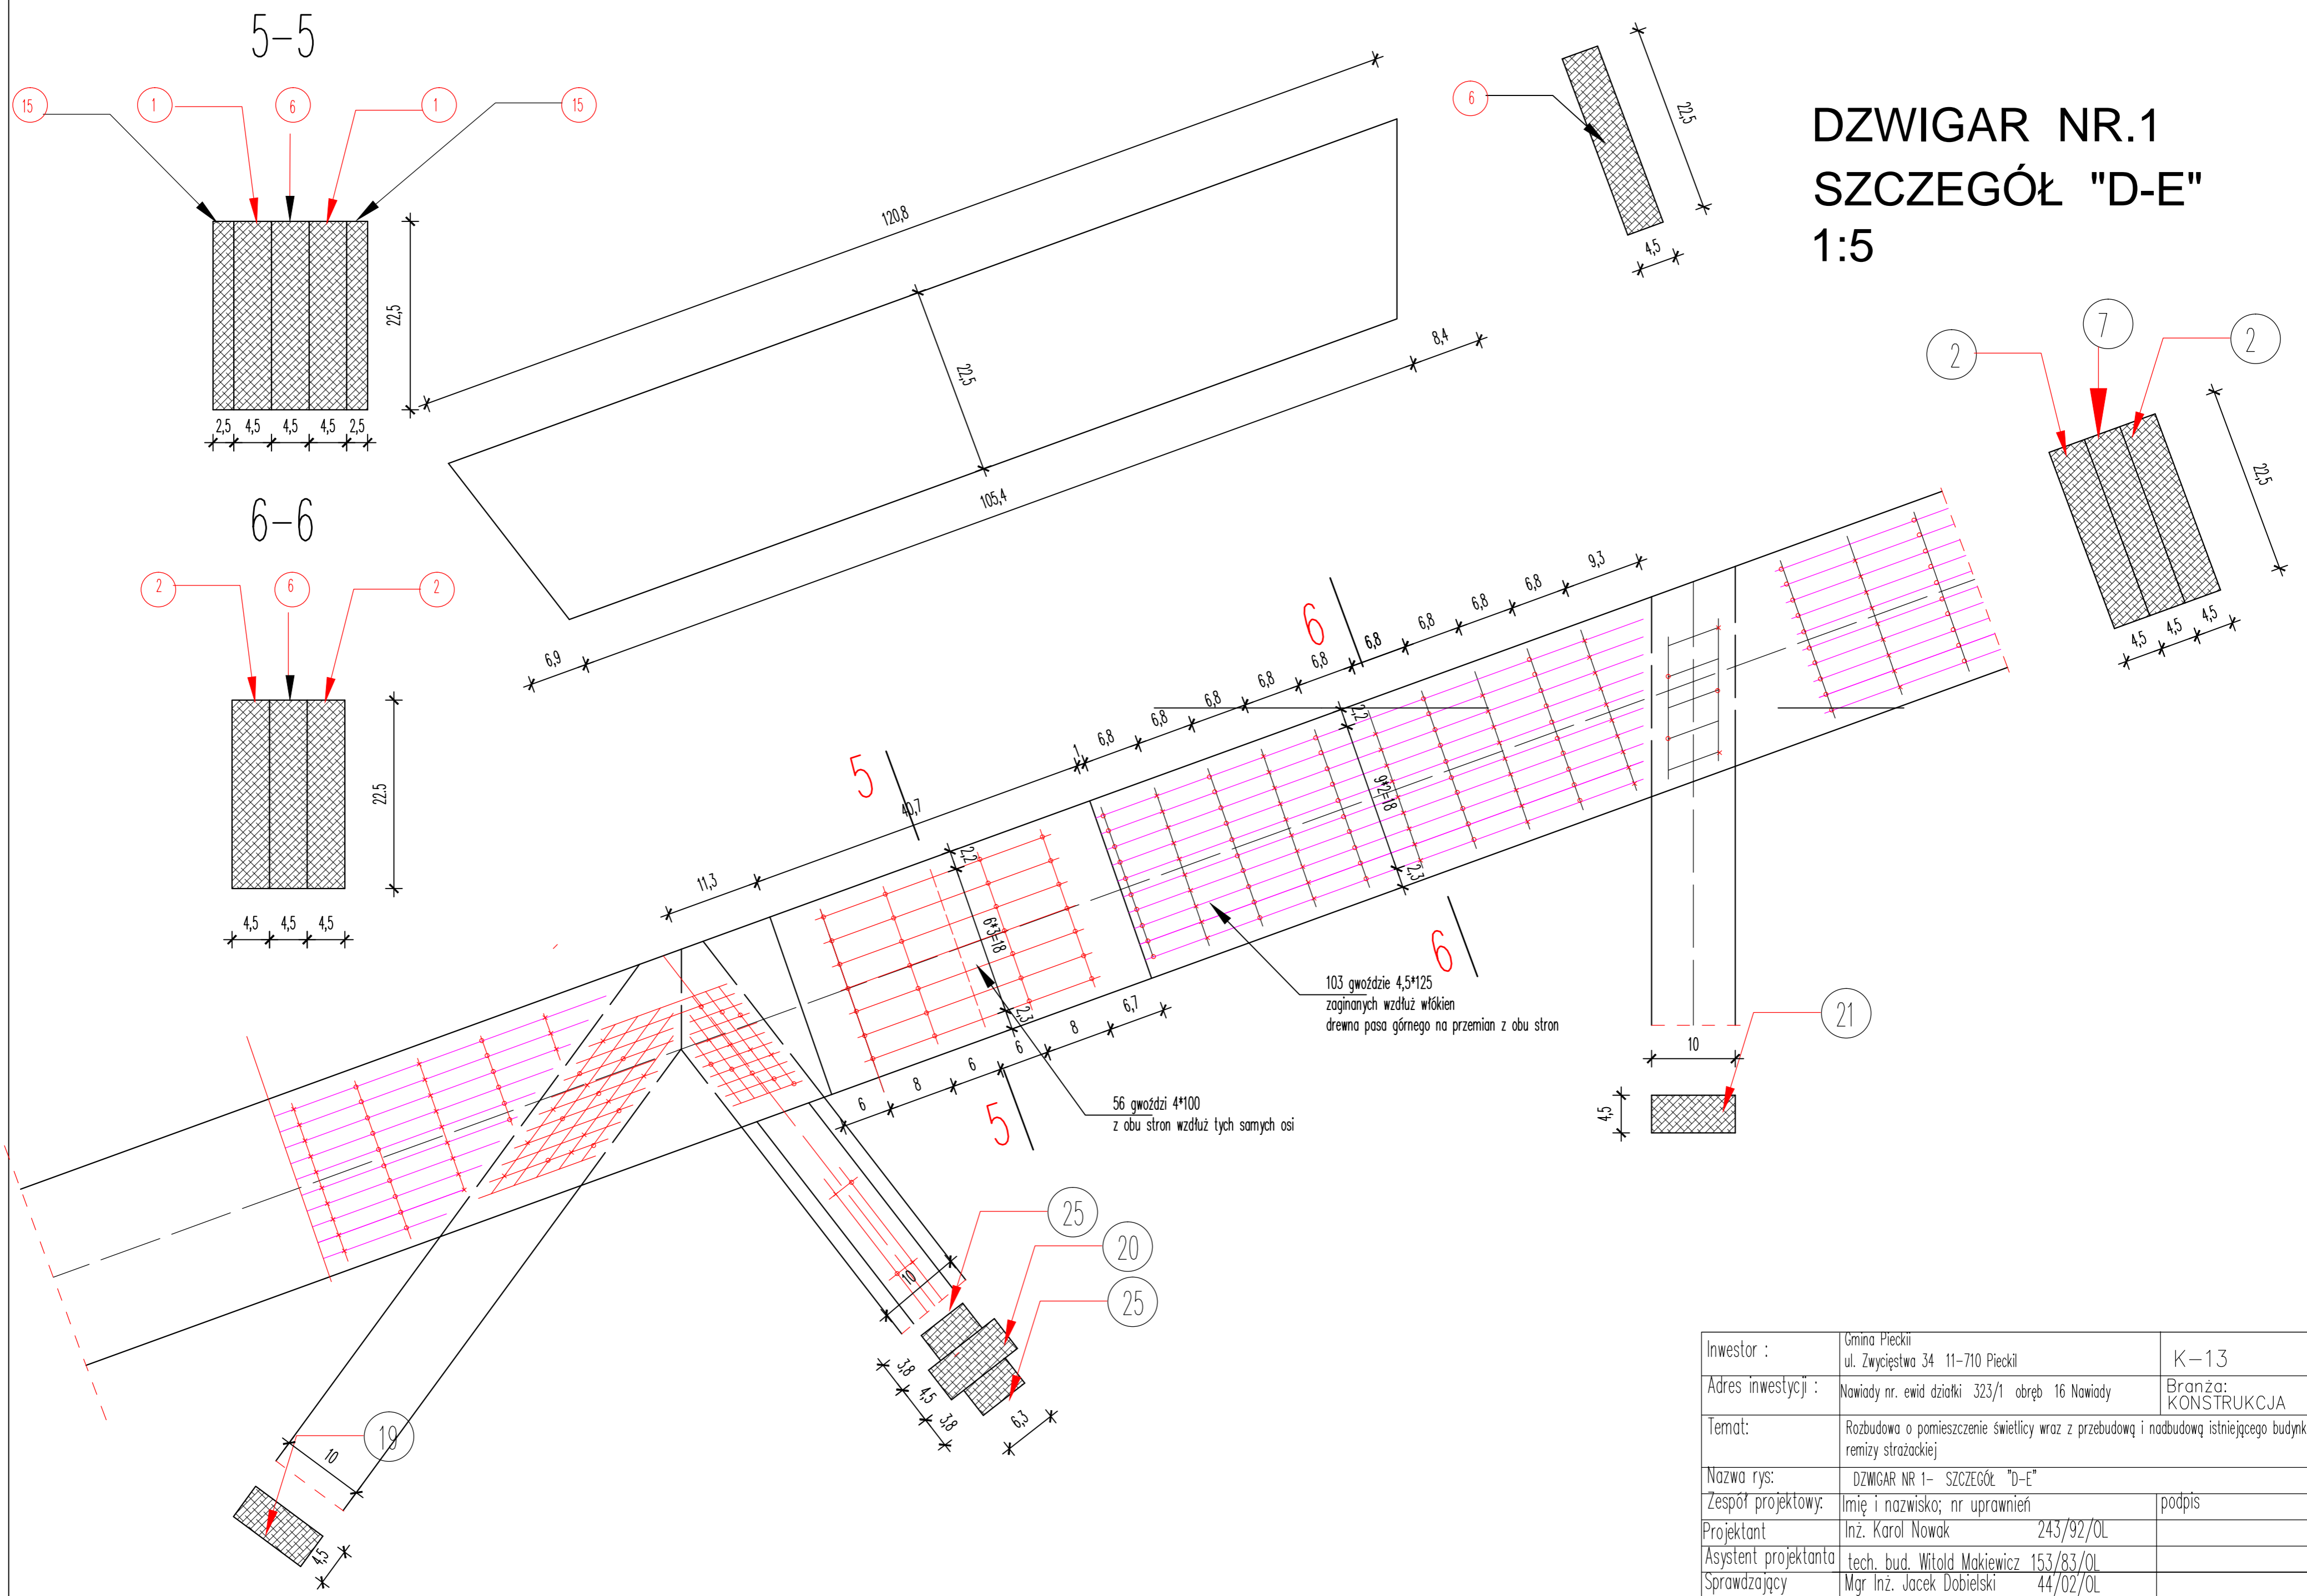 5-5
15
1
6
1
15
22,5
2,5
4,5
4,5
4,5
2,5
6-6
2
6
2
22.5
4,5
4,5
4,5
120,8
22,5
105,4
8,4
6,9
6
22,5
4,5
DZWIGAR NR.1
SZCZEGÓŁ "D-E"
1:5
2
7
2
22,5
4,5
4,5
4,5
11,3
5
40,7
1,
6,8
6,8
6,8
6,8
6,8
6
6,8
6,8
6,8
6,8
6,8
9,3
2,2
9*2=18
2,3
2,2
6*3=18
2,3
6
8
6
6
8
6,7
5
6
103 gwoździe 4,5*125
zaginanych wzdłuż włókien
drewna pasa górnego na przemian z obu stron
56 gwoździ 4*100
z obu stron wzdłuż tych samych osi
10
21
4,5
25
20
25
10
3,8
4,5
3,8
6,3
19
10
4,5
Inwestor :
Gmina Pieckii
ul. Zwycięstwa 34 11-710 Pieckil
K-13
Adres inwestycji :
Nawiady nr. ewid działki 323/1 obręb 16 Nawiady
Branża:
KONSTRUKCJA
Temat:
Rozbudowa o pomieszczenie świetlicy wraz z przebudową i nadbudową istniejącego budynk
remizy strażackiej
Nazwa rys:
DZWIGAR NR 1- SZCZEGÓŁ "D-E"
Zespół projektowy:
Imię i nazwisko; nr uprawnień
podpis
Projektant
Inż. Karol Nowak 243/92/OL
Asystent projektanta
tech. bud. Witold Makiewicz 153/83/OL
Sprawdzający
Mgr Inż. Jacek Dobielski 44/02/OL